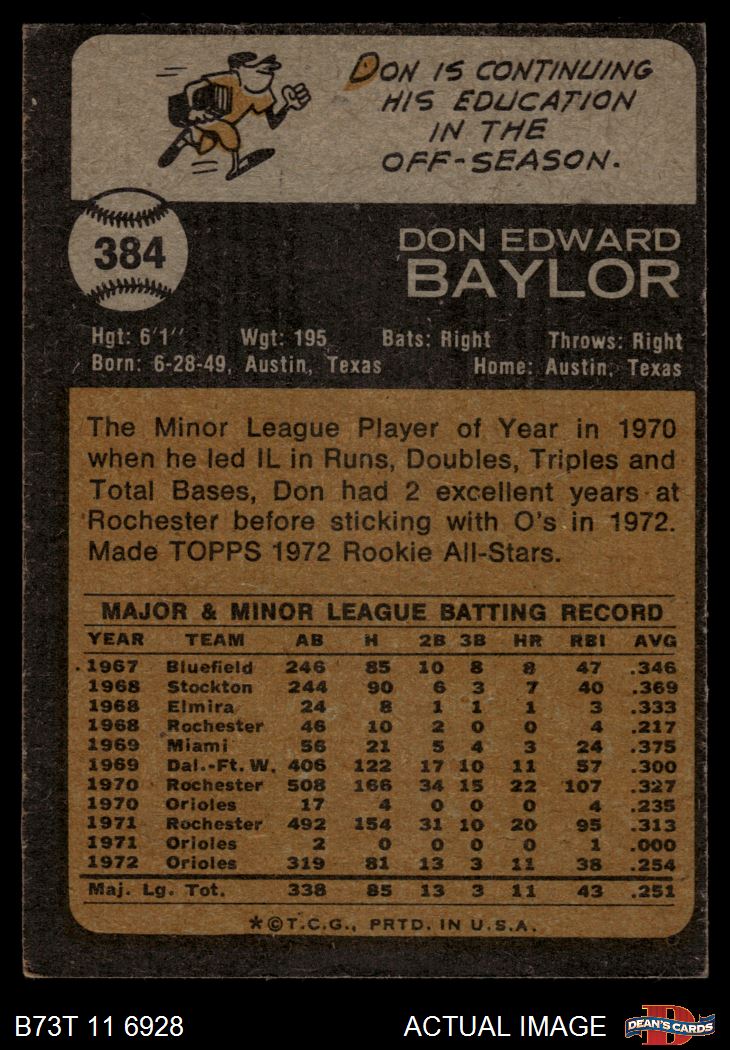 DON IS CONTINUING
HIS EDUCATION
IN THE
OFF-SEASON.
384
DON EDWARD
BAYLOR
Hgt: 6'1" Wgt: 195 Bats: Right Throws: Right
Born: 6-28-49, Austin, Texas Home: Austin, Texas
The Minor League Player of Year in 1970
when he led IL in Runs, Doubles, Triples and
Total Bases, Don had 2 excellent years at
Rochester before sticking with O's in 1972.
Made TOPPS 1972 Rookie All-Stars.
MAJOR & MINOR LEAGUE BATTING RECORD
YEAR TEAM AB H 2B 3B HR RBI AVG
1967 Bluefield 246 85 10 8 8 47 .346
1968 Stockton 244 90 6 3 7 40 .369
1968 Elmira 24 8 1 1 1 3 .333
1968 Rochester 46 10 2 0 0 4 .217
1969 Miami 56 21 5 4 3 24 .375
1969 Dal.-Ft. W. 406 122 17 10 11 57 .300
1970 Rochester 508 166 34 15 22 107 .327
1970 Orioles 17 4 0 0 0 4 .235
1971 Rochester 492 154 31 10 20 95 .313
1971 Orioles 2 0 0 0 0 1 .000
1972 Orioles 319 81 13 3 11 38 .254
Maj. Lg. Tot. 338 85 13 3 11 43 .251
*©T.C.G., PRTD. IN U.S.A.
B73T 11 6928 ACTUAL IMAGE
D
DEAN'S CARDS